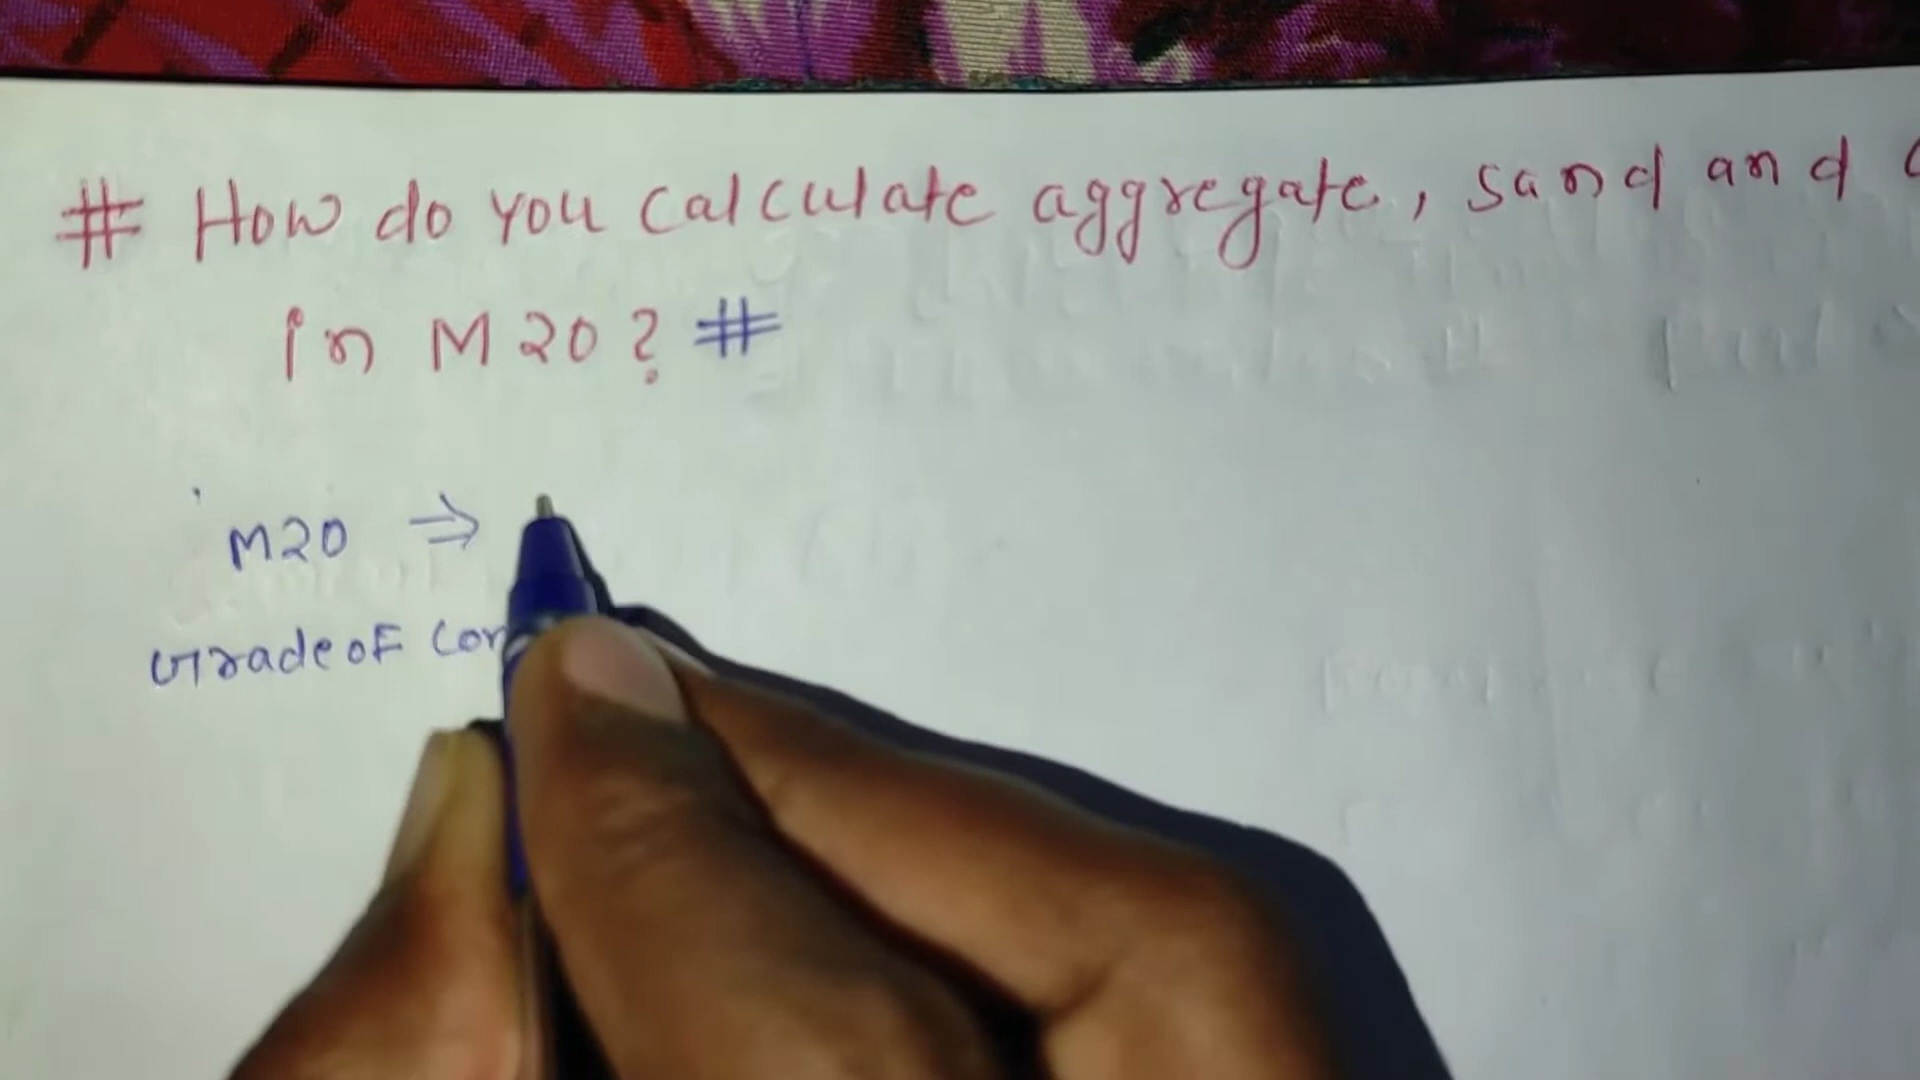 # How do you calculate aggregate, sand and
in M20? #
M20 ⇒
Grade of Con